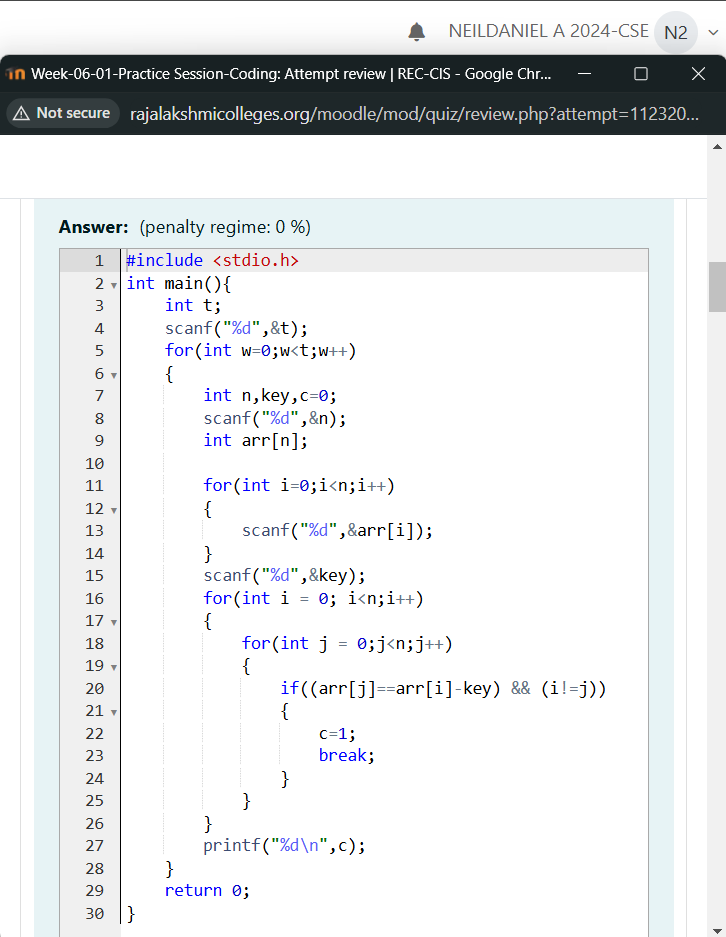 NEILDANIEL A 2024-CSE N2
Week-06-01-Practice Session-Coding: Attempt review | REC-CIS - Google Chr...
Not secure rajalakshmicolleges.org/moodle/mod/quiz/review.php?attempt=112320...
Answer: (penalty regime: 0 %)
1 #include <stdio.h>
2 int main(){
3     int t;
4     scanf("%d",&t);
5     for(int w=0;w<t;w++)
6     {
7         int n,key,c=0;
8         scanf("%d",&n);
9         int arr[n];
10
11         for(int i=0;i<n;i++)
12         {
13             scanf("%d",&arr[i]);
14         }
15         scanf("%d",&key);
16         for(int i = 0; i<n;i++)
17         {
18             for(int j = 0;j<n;j++)
19             {
20                 if((arr[j]==arr[i]-key) && (i!=j))
21                 {
22                     c=1;
23                     break;
24                 }
25             }
26         }
27         printf("%d\n",c);
28     }
29     return 0;
30 }